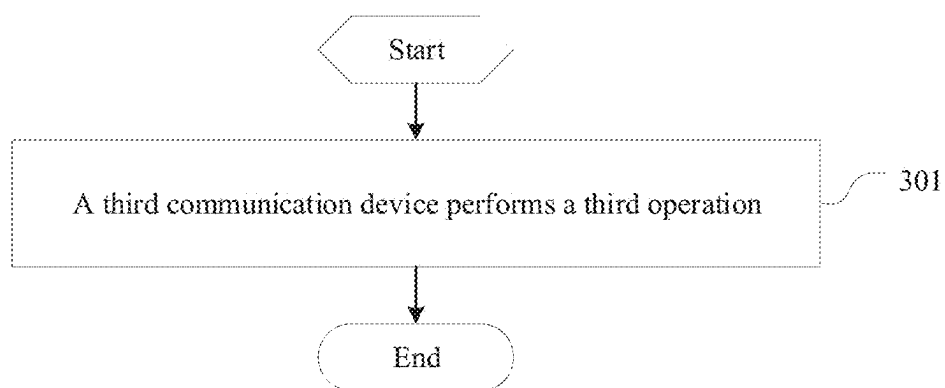 Start
A third communication device performs a third operation
301
End